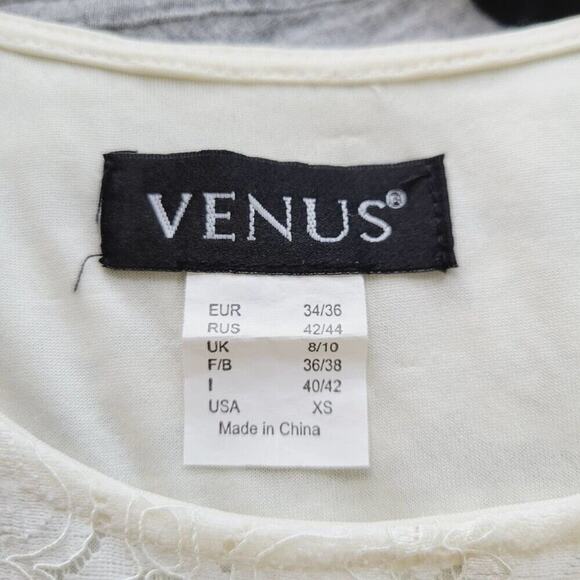 VENUS®
EUR 34/36
RUS 42/44
UK 8/10
F/B 36/38
I 40/42
USA XS
Made in China